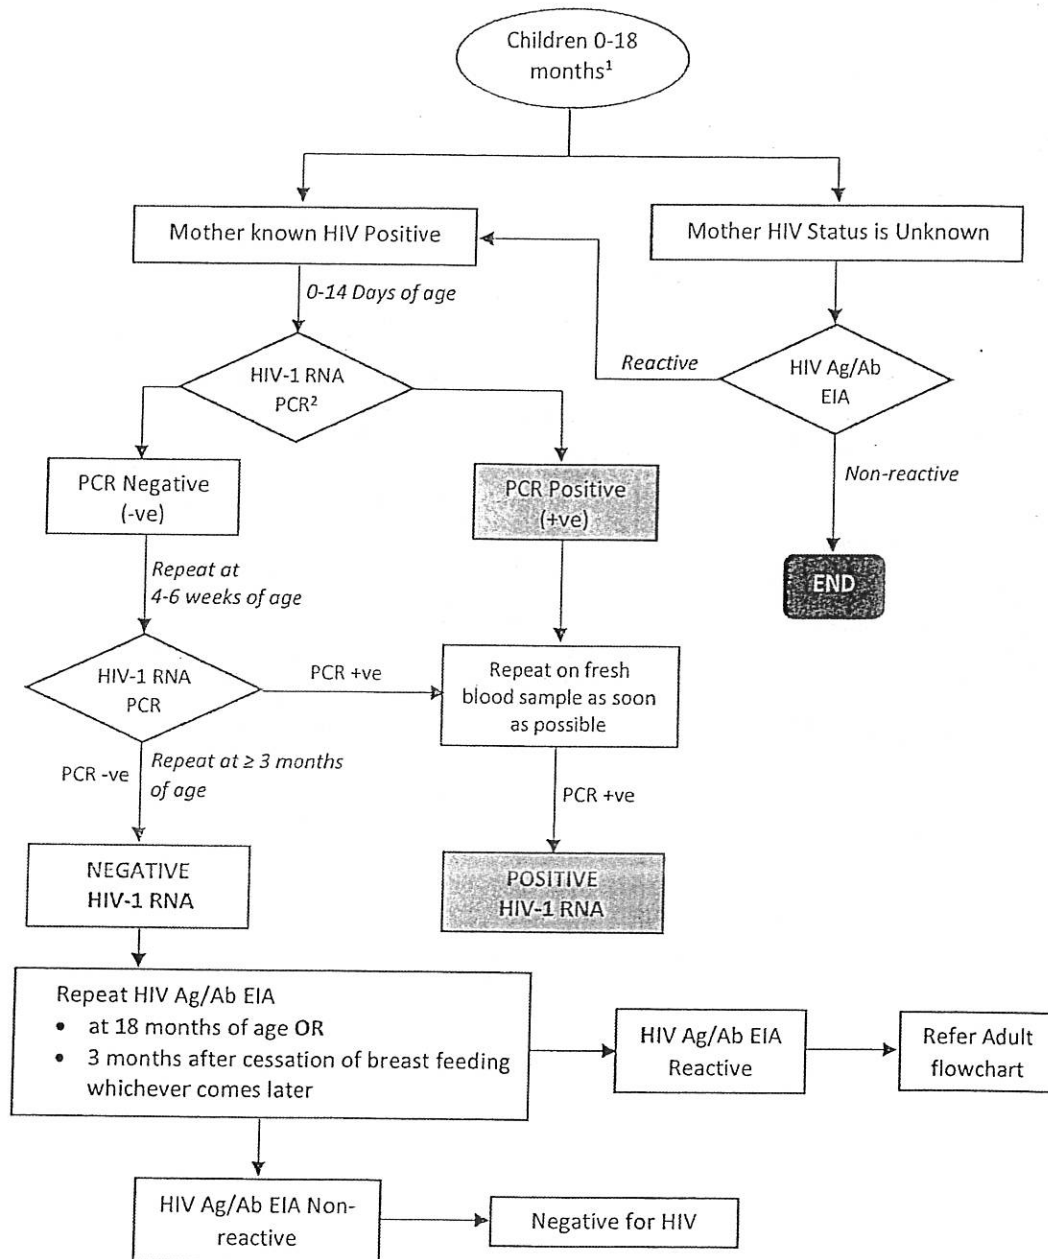 Children 0-18
months¹
Mother known HIV Positive
Mother HIV Status is Unknown
0-14 Days of age
HIV-1 RNA
PCR²
Reactive
HIV Ag/Ab
EIA
PCR Negative
(-ve)
PCR Positive
(+ve)
Non-reactive
END
Repeat at
4-6 weeks of age
HIV-1 RNA
PCR
PCR +ve
Repeat on fresh
blood sample as soon
as possible
PCR -ve
Repeat at ≥ 3 months
of age
PCR +ve
NEGATIVE
HIV-1 RNA
POSITIVE
HIV-1 RNA
Repeat HIV Ag/Ab EIA
• at 18 months of age OR
• 3 months after cessation of breast feeding
whichever comes later
HIV Ag/Ab EIA
Reactive
Refer Adult
flowchart
HIV Ag/Ab EIA Non-
reactive
Negative for HIV